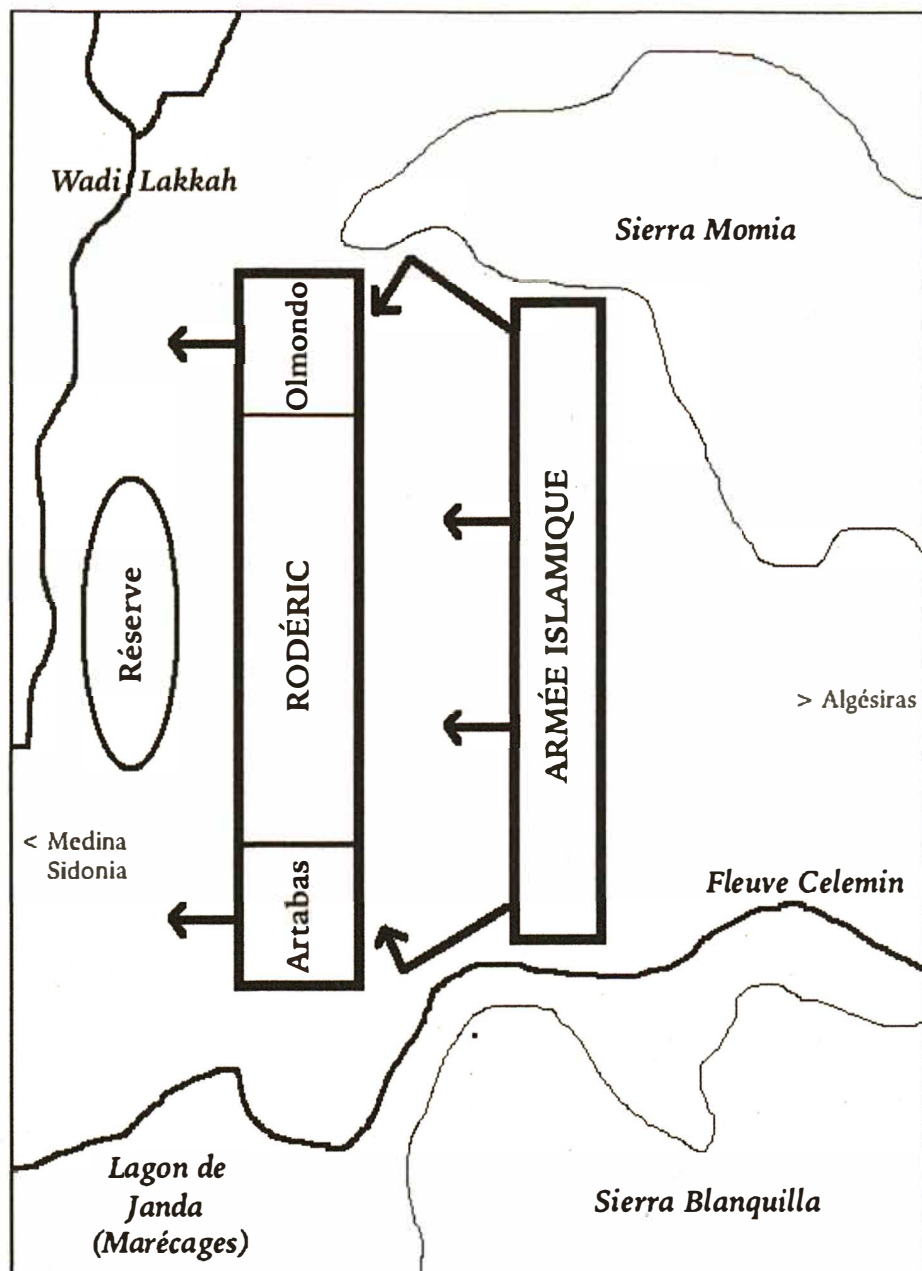 Wadi Lakkah
Sierra Momia
Olmondo
RODÉRIC
Artabas
Réserve
ARMÉE ISLAMIQUE
> Algésiras
< Medina
Sidonia
Fleuve Celemin
Lagon de
Janda
(Marécages)
Sierra Blanquilla